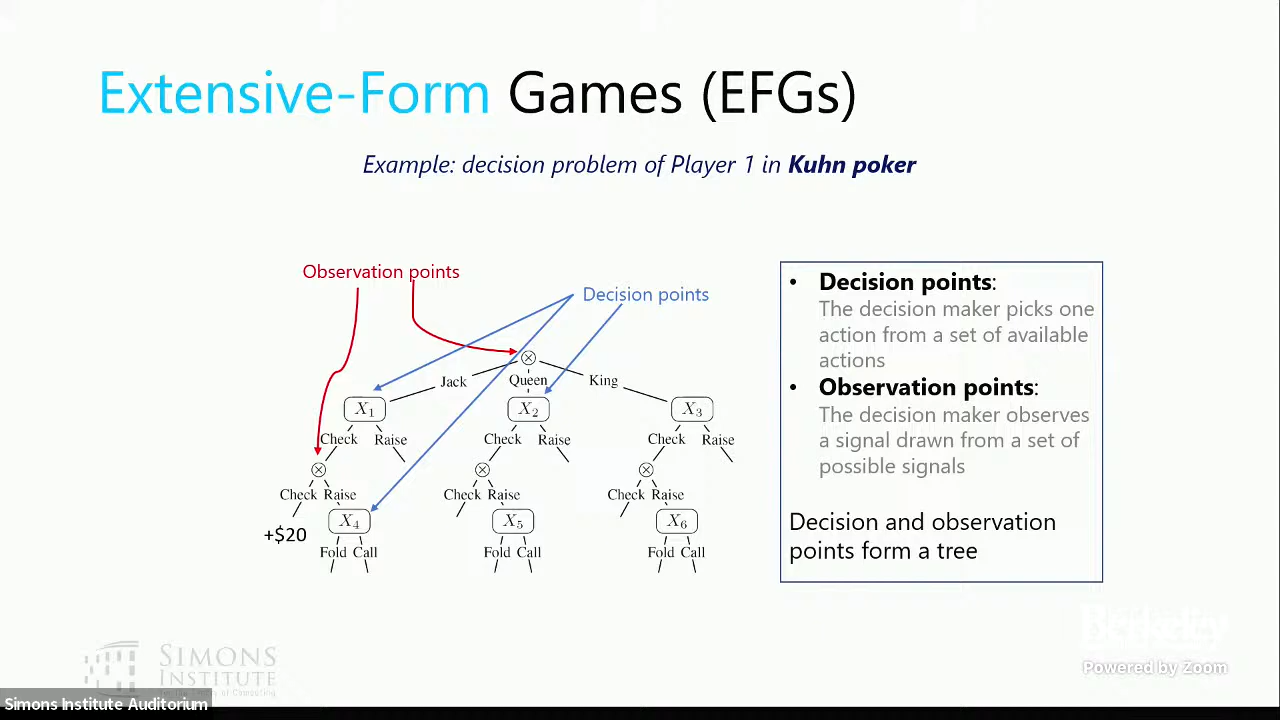 Extensive-Form Games (EFGs)
Example: decision problem of Player 1 in Kuhn poker
Observation points
Decision points
Jack Queen King
X1 X2 X3
Check Raise Check Raise Check Raise
Check Raise Check Raise Check Raise
X4 X5 X6
+$20
Fold Call Fold Call Fold Call
• Decision points:
The decision maker picks one
action from a set of available
actions
• Observation points:
The decision maker observes
a signal drawn from a set of
possible signals
Decision and observation
points form a tree
SIMONS
INSTITUTE
Berkeley
Powered by Zoom
Simons Institute Auditorium